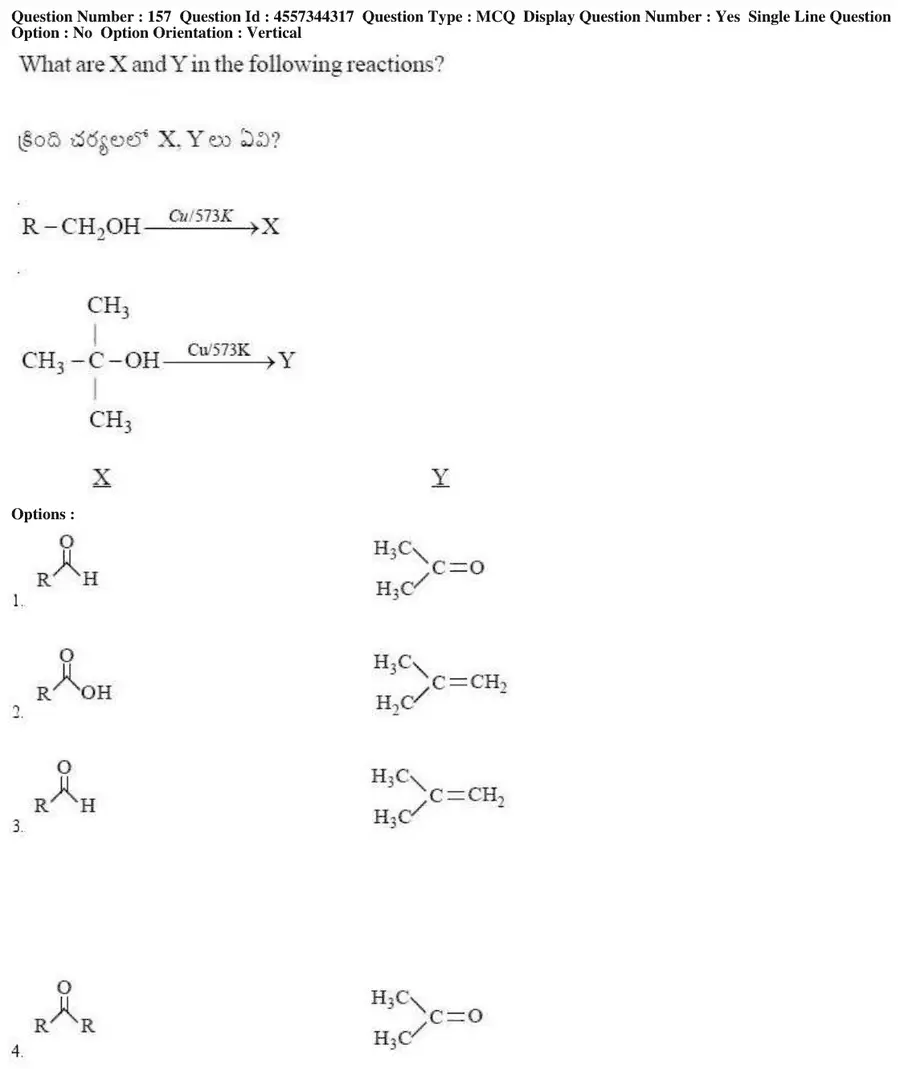 Question Number : 157 Question Id : 4557344317 Question Type : MCQ Display Question Number : Yes Single Line Question
Option : No Option Orientation : Vertical
What are X and Y in the following reactions?
క్రింది చర్యలలో X, Y లు ఏవి?
R – CH₂OH Cu/573K → X
CH₃
|
CH₃ – C – OH Cu/573K → Y
|
CH₃
X Y
Options :
O
R H
1.
H₃C
C=O
H₃C
O
R OH
2.
H₃C
C=CH₂
H₂C
O
R H
3.
H₃C
C=CH₂
H₃C
O
R R
4.
H₃C
C=O
H₃C